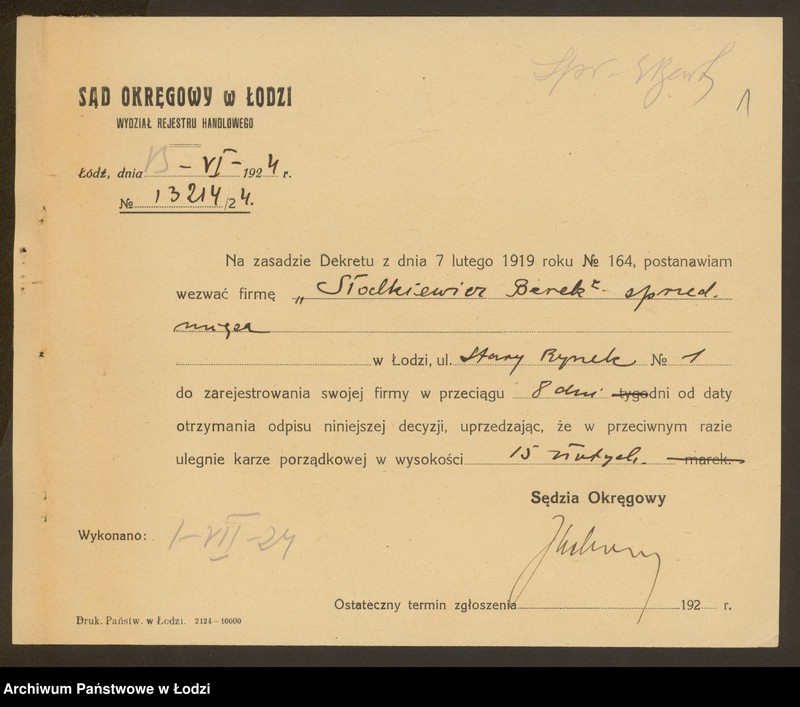 1
SĄD OKRĘGOWY w ŁODZI
WYDZIAŁ REJESTRU HANDLOWEGO
Łódź, dnia - VI - 1924 r.
№ 13214/24.
Na zasadzie Dekretu z dnia 7 lutego 1919 roku № 164, postanawiam
wezwać firmę „Słodkiewicz Berek" - sprzed.
mięsa
w Łodzi, ul. Stary Rynek № 1
do zarejestrowania swojej firmy w przeciągu 8 dni tygodni od daty
otrzymania odpisu niniejszej decyzji, uprzedzając, że w przeciwnym razie
ulegnie karze porządkowej w wysokości 15 złotych. marek.
Sędzia Okręgowy
Wykonano: 1-VII-24
Ostateczny termin zgłoszenia 192 r.
Druk. Państw. w Łodzi. 2124-10000
Archiwum Państwowe w Łodzi